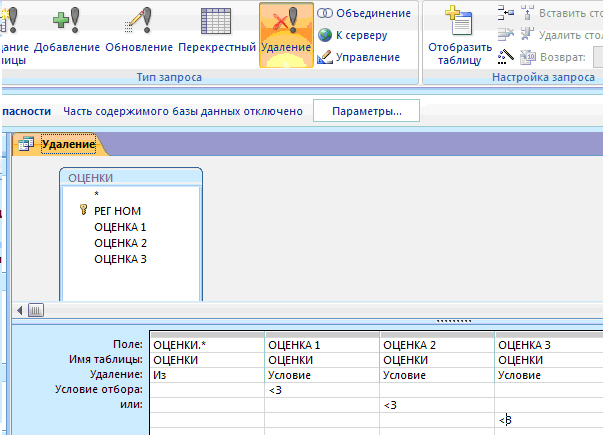 Объединение
Вставить сто
дание Добавление Обновление Перекрестный Удаление К серверу Отобразить Удалить стол
лицы Управление таблицу Возврат:
Тип запроса Настройка запроса
пасности Часть содержимого базы данных отключено Параметры...
Удаление
ОЦЕНКИ
*
РЕГ НОМ
ОЦЕНКА 1
ОЦЕНКА 2
ОЦЕНКА 3
Поле: ОЦЕНКИ.* ОЦЕНКА 1 ОЦЕНКА 2 ОЦЕНКА 3
Имя таблицы: ОЦЕНКИ ОЦЕНКИ ОЦЕНКИ ОЦЕНКИ
Удаление: Из Условие Условие Условие
Условие отбора: <3
или: <3
<3